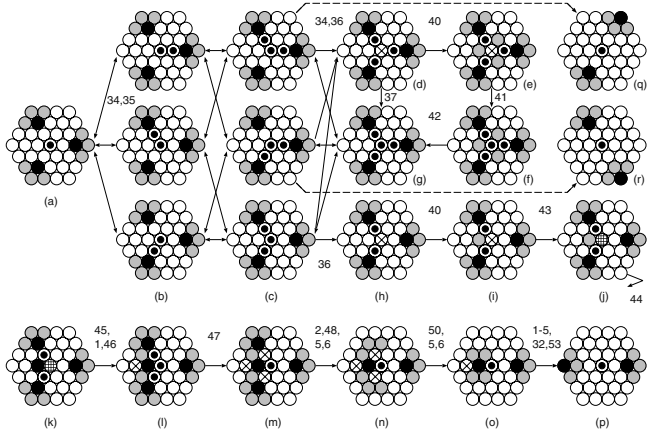 34,36
40
(d)
(e)
(q)
34,35
37
41
42
(a)
(g)
(f)
(r)
40
43
36
44
(b)
(c)
(h)
(i)
(j)
45,
1,46
47
2,48,
5,6
50,
5,6
1-5,
32,53
(k)
(l)
(m)
(n)
(o)
(p)